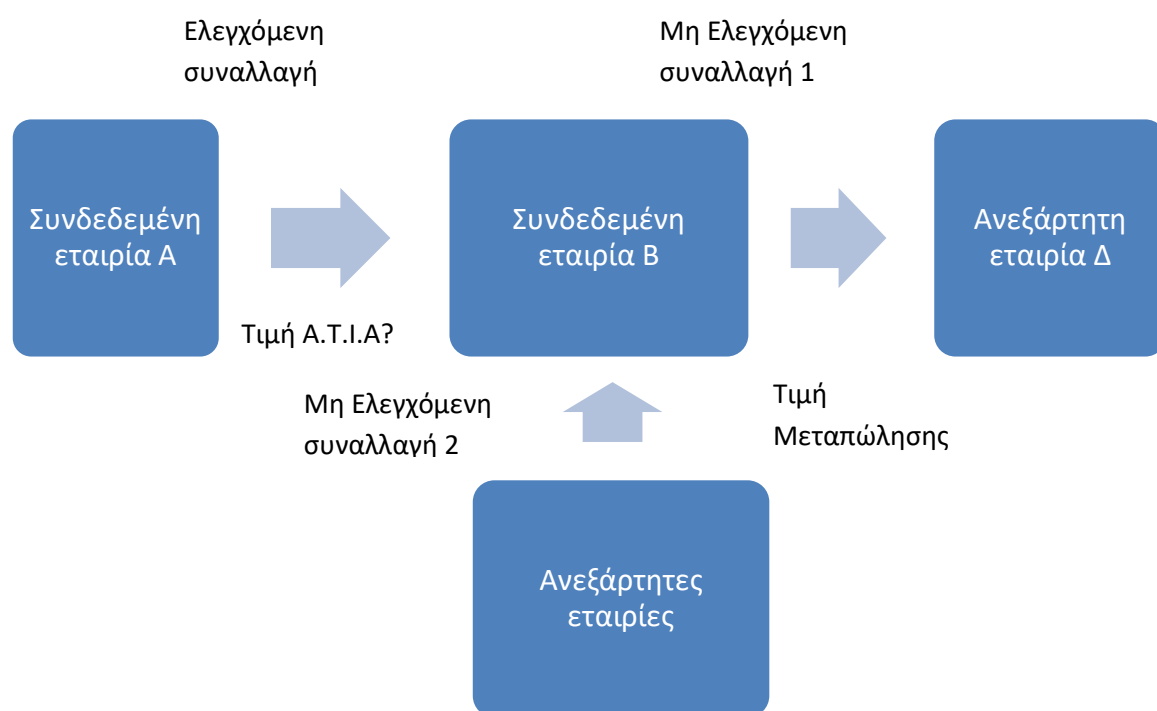 Ελεγχόμενη
συναλλαγή
Μη Ελεγχόμενη
συναλλαγή 1
Συνδεδεμένη
εταιρία Α
Συνδεδεμένη
εταιρία Β
Ανεξάρτητη
εταιρία Δ
Τιμή Α.Τ.Ι.Α?
Μη Ελεγχόμενη
συναλλαγή 2
Τιμή
Μεταπώλησης
Ανεξάρτητες
εταιρίες